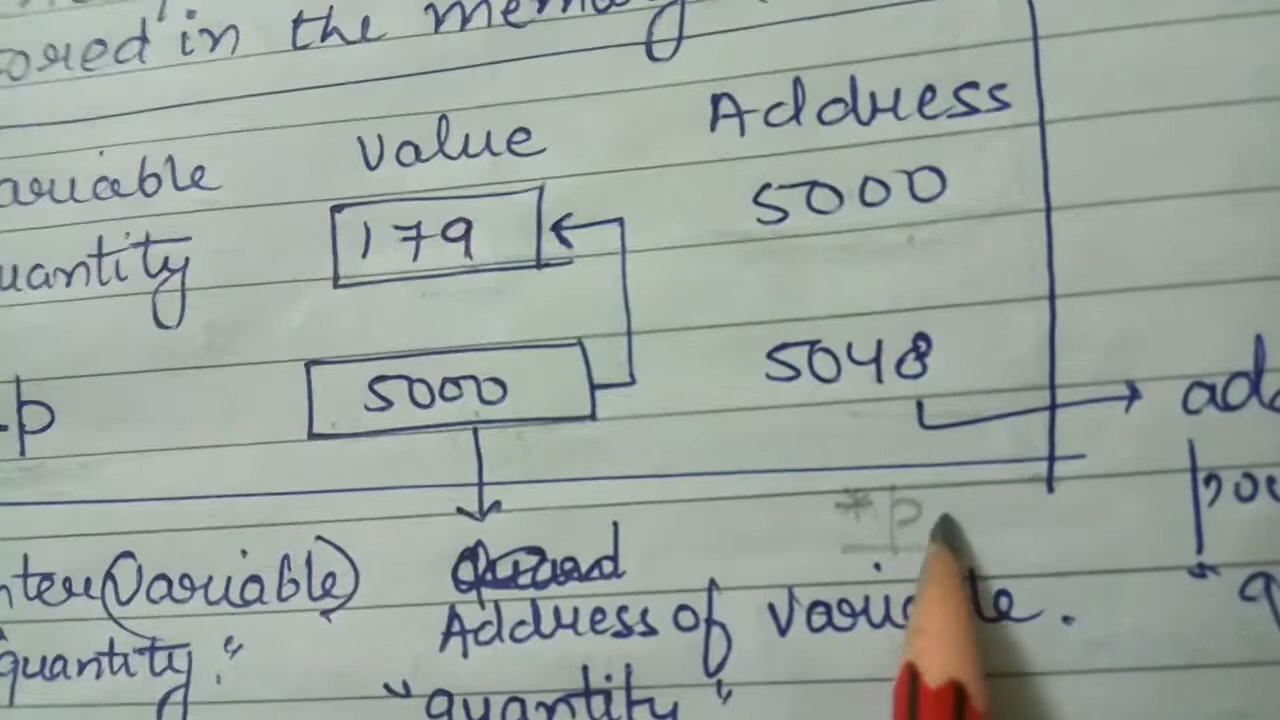 ored in the memory
ariable Value Address
uantity 179 5000
p 5000 5048
*p
nter (Variable) Address of variable.
quantity." "quantity"